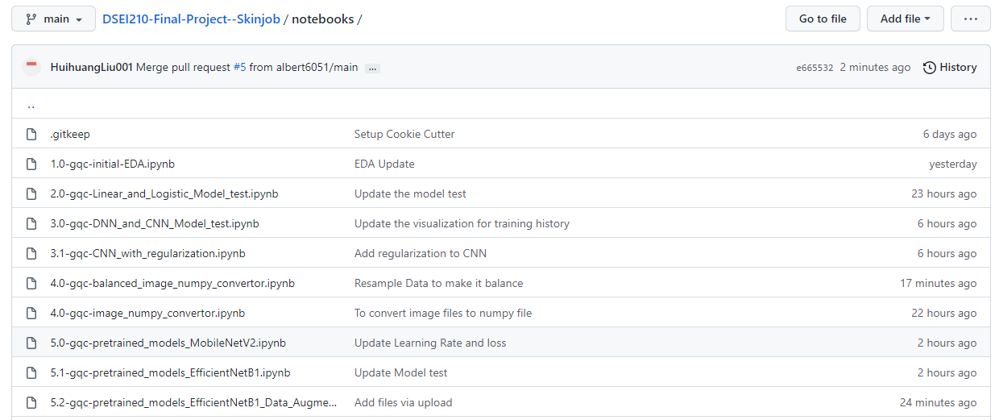 main DSEI210-Final-Project--Skinjob / notebooks / Go to file Add file ...
HuihuangLiu001 Merge pull request #5 from albert6051/main ... e665532 2 minutes ago History
..
.gitkeep Setup Cookie Cutter 6 days ago
1.0-gqc-initial-EDA.ipynb EDA Update yesterday
2.0-gqc-Linear_and_Logistic_Model_test.ipynb Update the model test 23 hours ago
3.0-gqc-DNN_and_CNN_Model_test.ipynb Update the visualization for training history 6 hours ago
3.1-gqc-CNN_with_regularization.ipynb Add regularization to CNN 6 hours ago
4.0-gqc-balanced_image_numpy_convertor.ipynb Resample Data to make it balance 17 minutes ago
4.0-gqc-image_numpy_convertor.ipynb To convert image files to numpy file 22 hours ago
5.0-gqc-pretrained_models_MobileNetV2.ipynb Update Learning Rate and loss 2 hours ago
5.1-gqc-pretrained_models_EfficientNetB1.ipynb Update Model test 2 hours ago
5.2-gqc-pretrained_models_EfficientNetB1_Data_Augme... Add files via upload 24 minutes ago